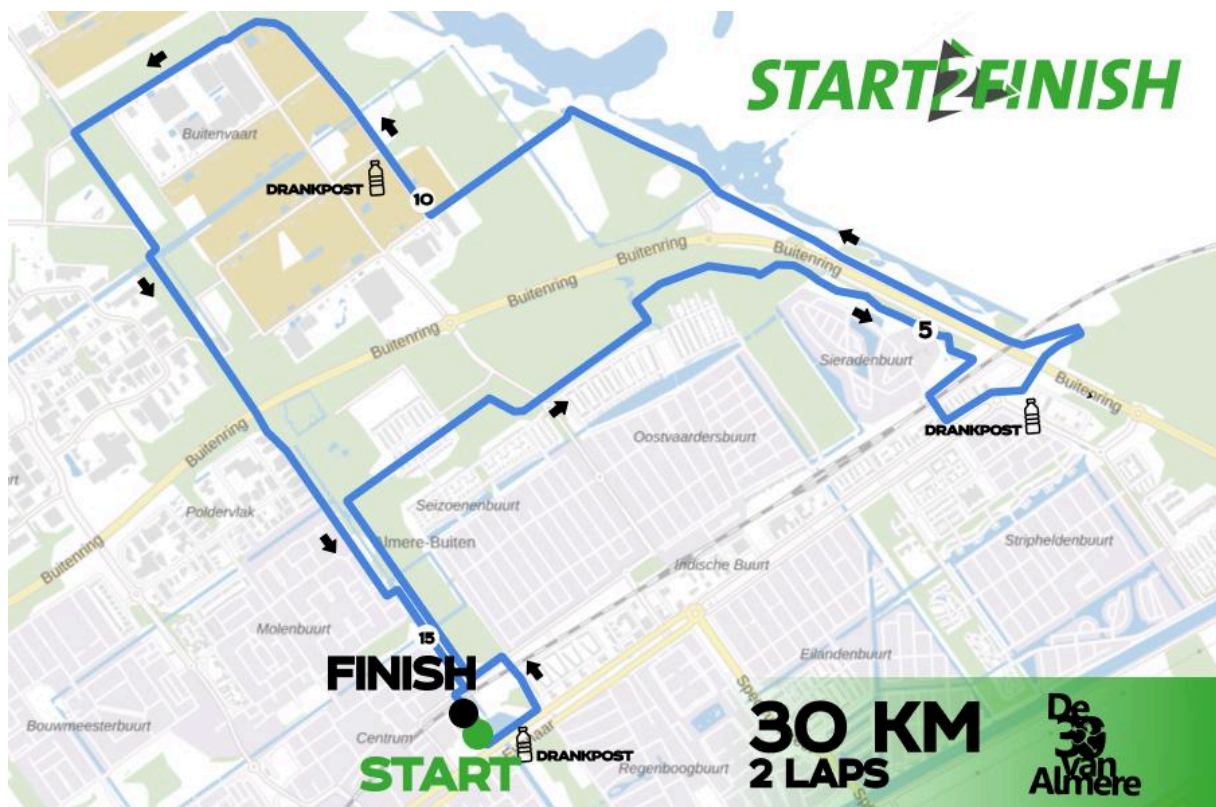 START2FINISH
Buitenvaart
DRANKPOST
10
Buitenring
Buitenring
Buitenring
Buitenring
5
Sieradenbuurt
Buitenring
DRANKPOST
Oostvaardersbuurt
Buitenring
Seizoenenbuurt
Poldervlak
Almere-Buiten
Stripheldenbuurt
Indische Buurt
Buitenring
Molenbuurt
15
FINISH
Eilandenbuurt
Bouwmeesterbuurt
Centrum
START
DRANKPOST
Regenboogbuurt
30 KM
2 LAPS
De
30
van
Almere